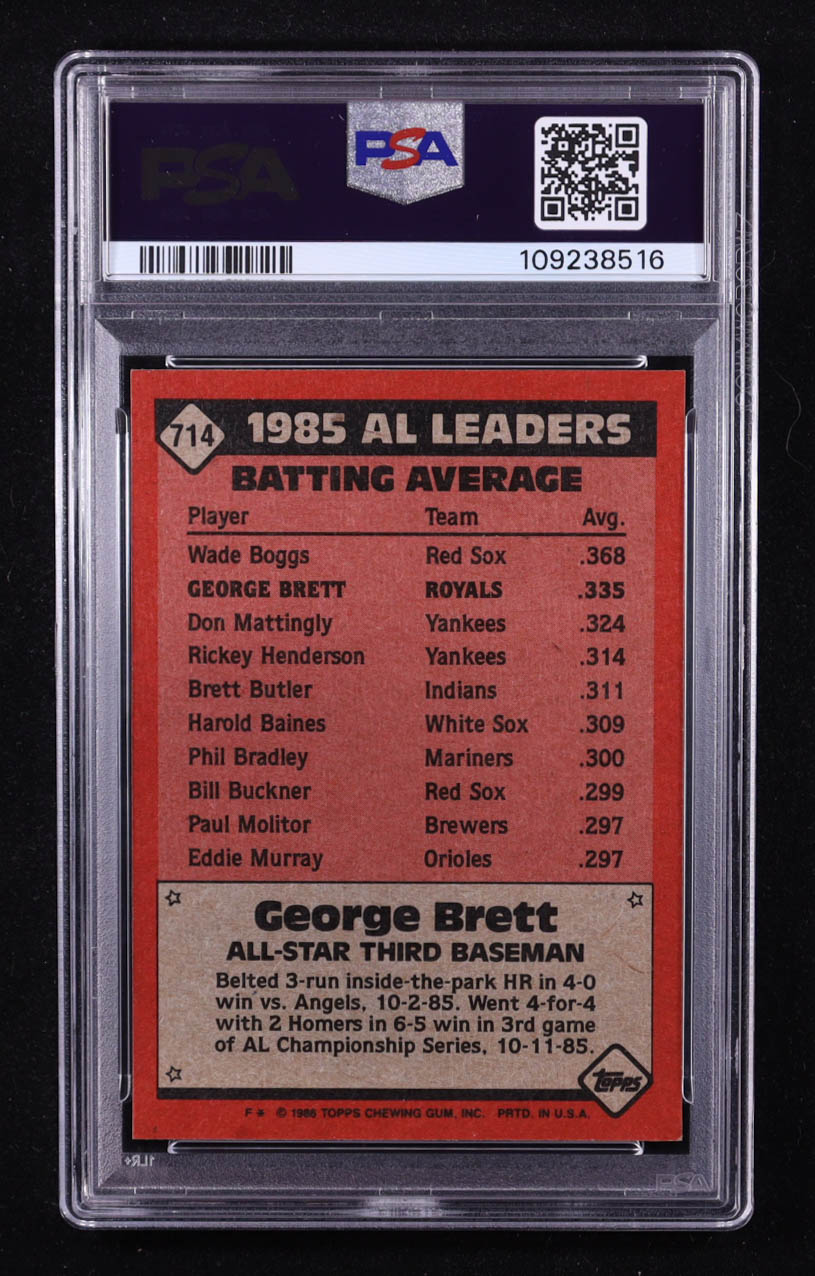 PSA
PSA
109238516
714
1985 AL LEADERS
BATTING AVERAGE
Player Team Avg.
Wade Boggs Red Sox .368
GEORGE BRETT ROYALS .335
Don Mattingly Yankees .324
Rickey Henderson Yankees .314
Brett Butler Indians .311
Harold Baines White Sox .309
Phil Bradley Mariners .300
Bill Buckner Red Sox .299
Paul Molitor Brewers .297
Eddie Murray Orioles .297
George Brett
ALL-STAR THIRD BASEMAN
Belted 3-run inside-the-park HR in 4-0
win vs. Angels, 10-2-85. Went 4-for-4
with 2 Homers in 6-5 win in 3rd game
of AL Championship Series, 10-11-85.
TOPPS
F * © 1986 TOPPS CHEWING GUM, INC. PRTD. IN U.S.A.
1LR+
PSA